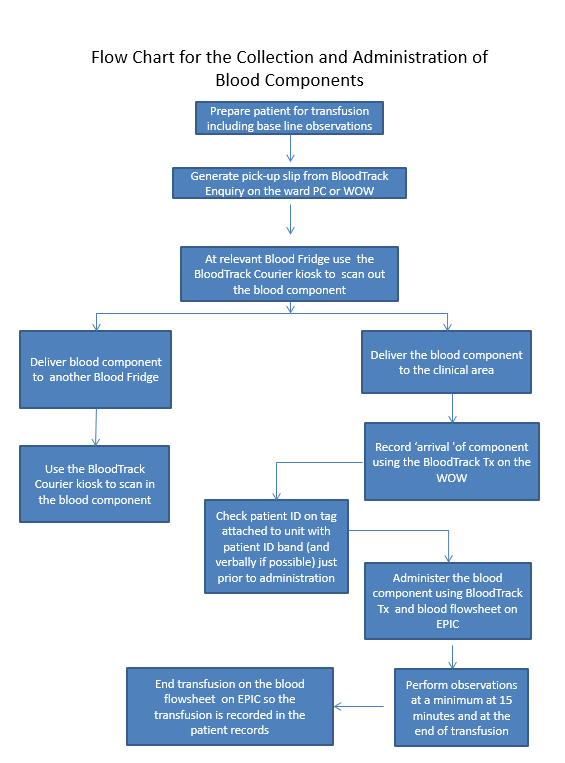 Flow Chart for the Collection and Administration of
Blood Components
Prepare patient for transfusion
including base line observations
Generate pick-up slip from BloodTrack
Enquiry on the ward PC or WOW
At relevant Blood Fridge use the
BloodTrack Courier kiosk to scan out
the blood component
Deliver blood component
to another Blood Fridge
Deliver the blood component
to the clinical area
Use the BloodTrack
Courier kiosk to scan in
the blood component
Record ‘arrival ’of component
using the BloodTrack Tx on the
WOW
Check patient ID on tag
attached to unit with
patient ID band (and
verbally if possible) just
prior to administration
Administer the blood
component using BloodTrack
Tx and blood flowsheet on
EPIC
Perform observations
at a minimum at 15
minutes and at the
end of transfusion
End transfusion on the blood
flowsheet on EPIC so the
transfusion is recorded in the
patient records